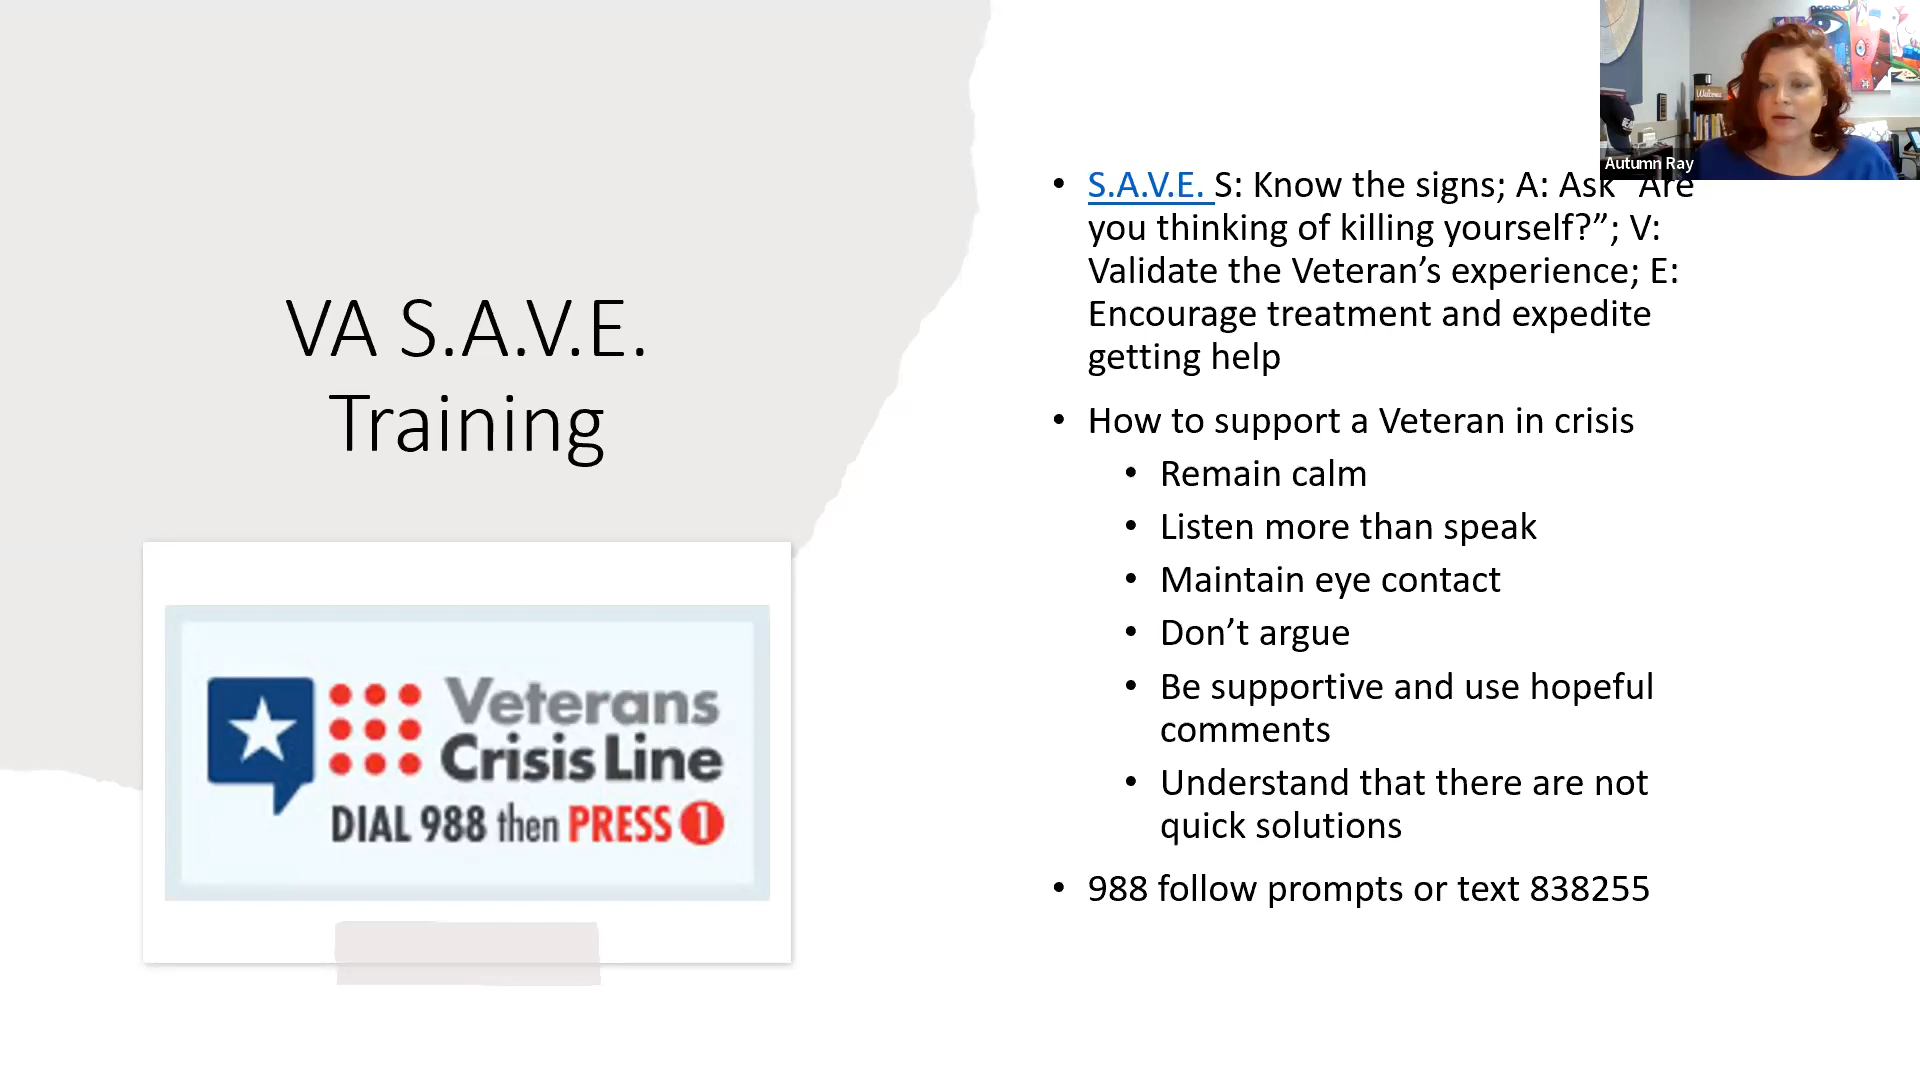 VA S.A.V.E.
Training
Veterans
Crisis Line
DIAL 988 then PRESS 1
• S.A.V.E. S: Know the signs; A: Ask “Are
you thinking of killing yourself?”; V:
Validate the Veteran’s experience; E:
Encourage treatment and expedite
getting help
• How to support a Veteran in crisis
• Remain calm
• Listen more than speak
• Maintain eye contact
• Don’t argue
• Be supportive and use hopeful
comments
• Understand that there are not
quick solutions
• 988 follow prompts or text 838255
Welcome
Autumn Ray